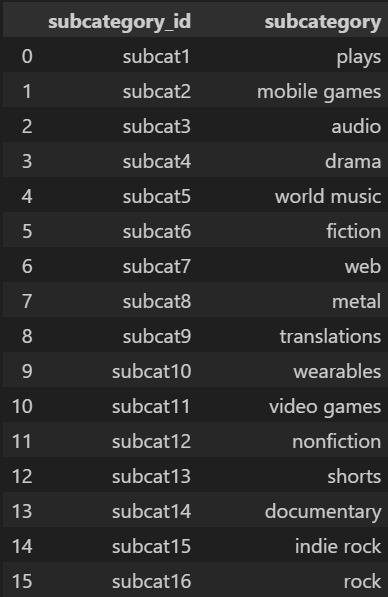 subcategory_id subcategory
0 subcat1 plays
1 subcat2 mobile games
2 subcat3 audio
3 subcat4 drama
4 subcat5 world music
5 subcat6 fiction
6 subcat7 web
7 subcat8 metal
8 subcat9 translations
9 subcat10 wearables
10 subcat11 video games
11 subcat12 nonfiction
12 subcat13 shorts
13 subcat14 documentary
14 subcat15 indie rock
15 subcat16 rock